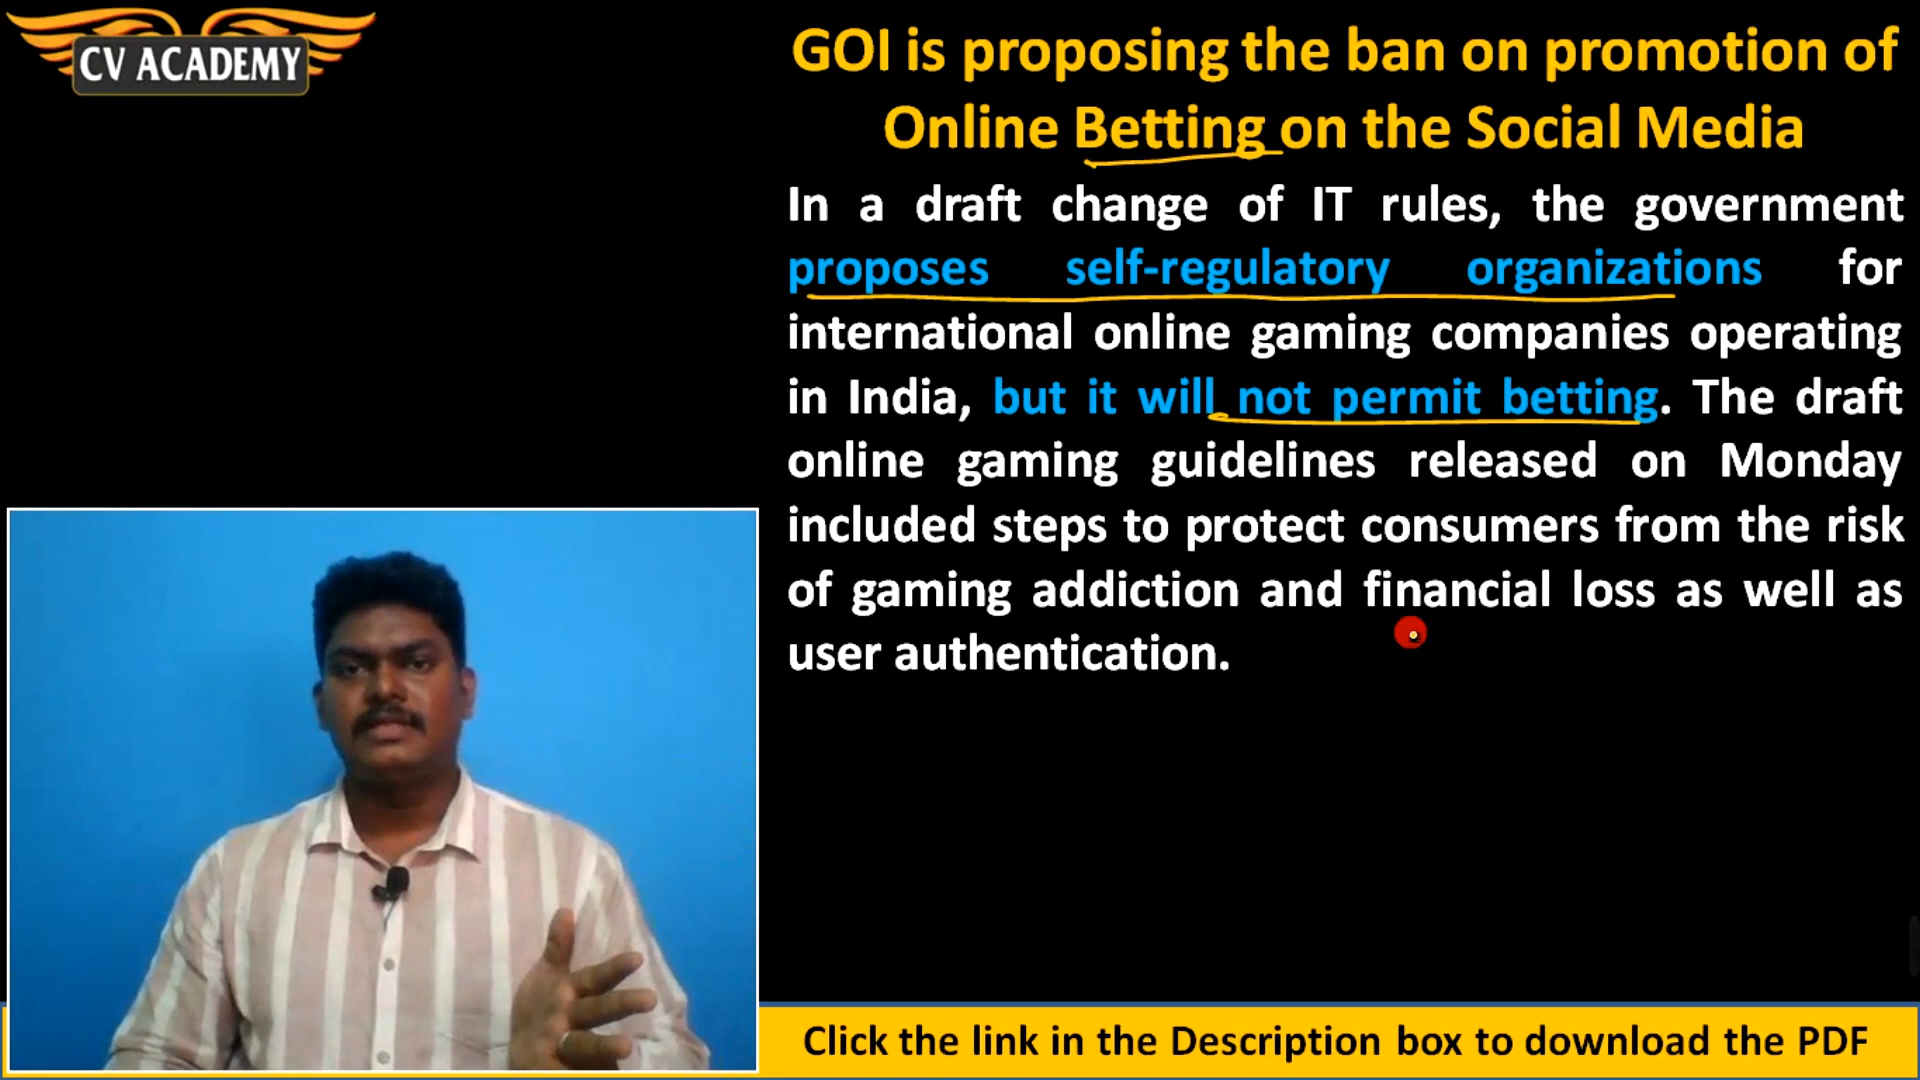 CV ACADEMY
GOI is proposing the ban on promotion of
Online Betting on the Social Media
In a draft change of IT rules, the government
proposes self-regulatory organizations for
international online gaming companies operating
in India, but it will not permit betting. The draft
online gaming guidelines released on Monday
included steps to protect consumers from the risk
of gaming addiction and financial loss as well as
user authentication.
Click the link in the Description box to download the PDF